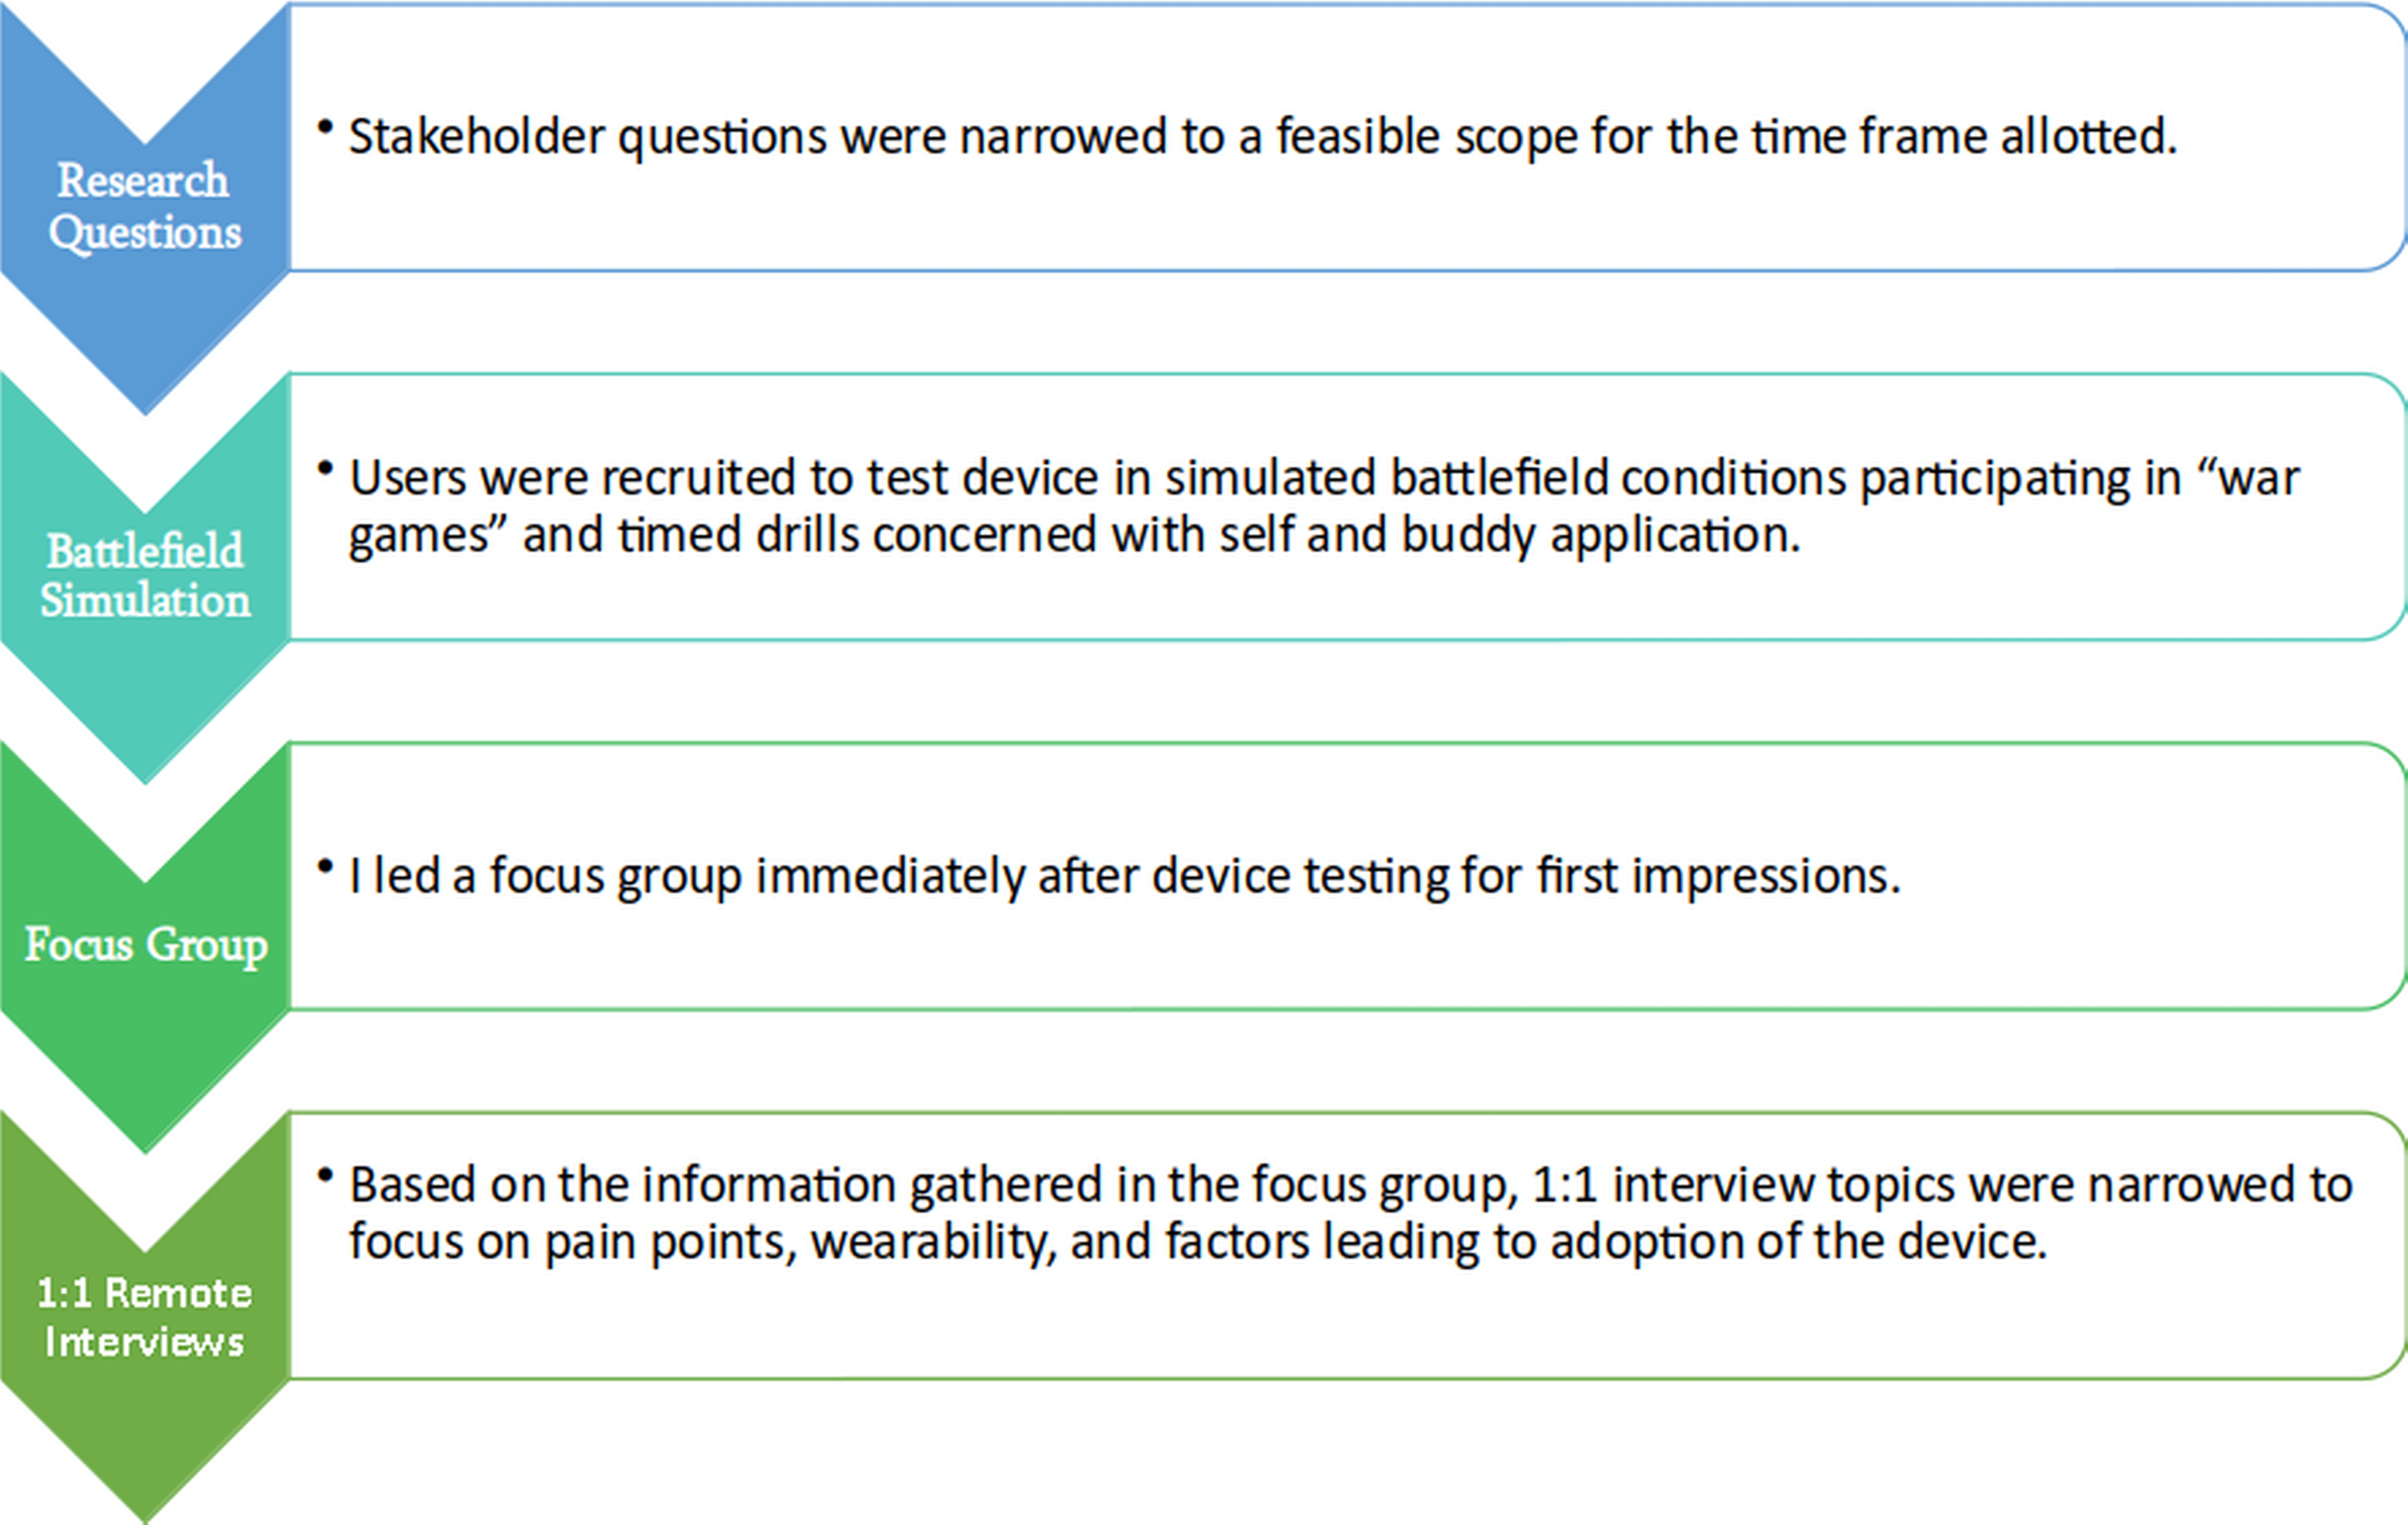 Research
Questions
• Stakeholder questions were narrowed to a feasible scope for the time frame allotted.
Battlefield
Simulation
• Users were recruited to test device in simulated battlefield conditions participating in “war
games” and timed drills concerned with self and buddy application.
Focus Group
• I led a focus group immediately after device testing for first impressions.
1:1 Remote
Interviews
• Based on the information gathered in the focus group, 1:1 interview topics were narrowed to
focus on pain points, wearability, and factors leading to adoption of the device.